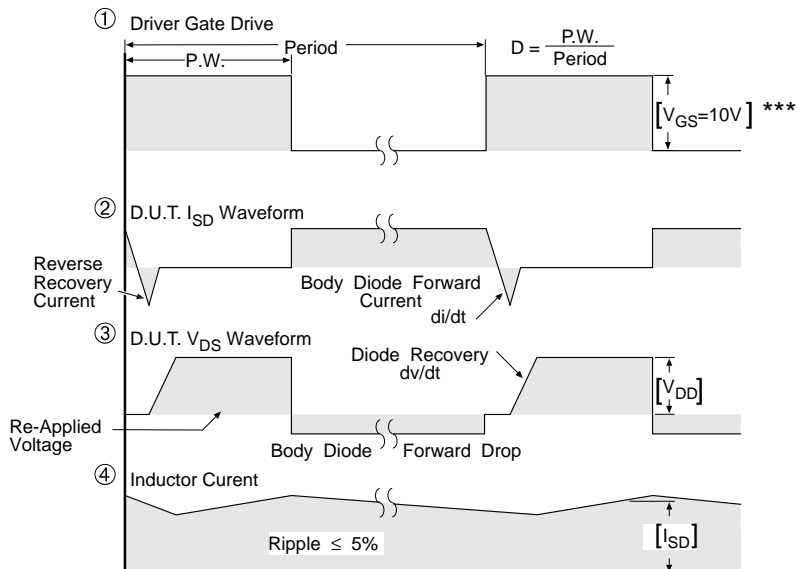 ① Driver Gate Drive
Period
P.W.
D = P.W. / Period
[VGS=10V] ***
② D.U.T. ISD Waveform
Reverse
Recovery
Current
Body Diode Forward
Current
di/dt
③ D.U.T. VDS Waveform
Diode Recovery
dv/dt
[VDD]
Re-Applied
Voltage
Body Diode Forward Drop
④ Inductor Curent
Ripple ≤ 5%
[ISD]